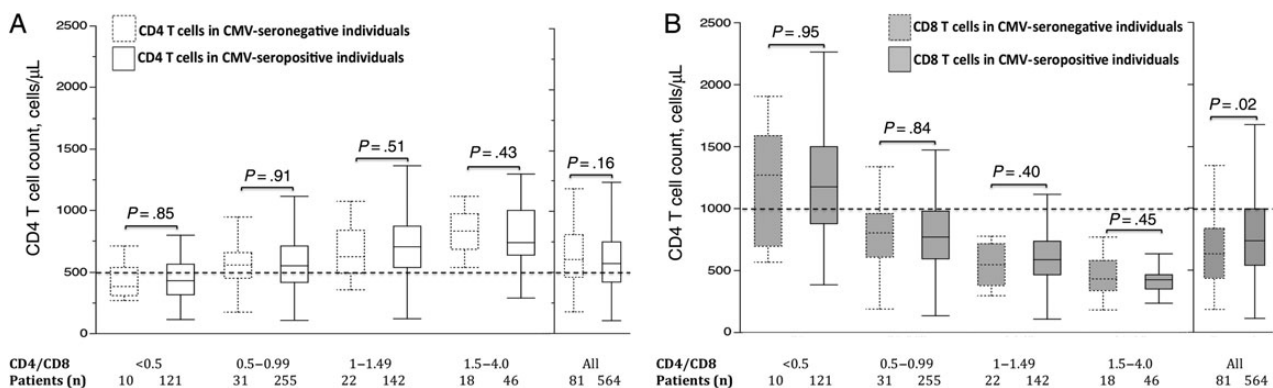 A
CD4 T cells in CMV-seronegative individuals
CD4 T cells in CMV-seropositive individuals
CD4 T cell count, cells/μL
2500
2000
1500
1000
500
0
P = .85
P = .91
P = .51
P = .43
P = .16
CD4/CD8 <0.5 0.5–0.99 1–1.49 1.5–4.0 All
Patients (n) 10 121 31 255 22 142 18 46 81 564
B
CD8 T cells in CMV-seronegative individuals
CD8 T cells in CMV-seropositive individuals
CD4 T cell count, cells/μL
2500
2000
1500
1000
500
0
P = .95
P = .84
P = .40
P = .45
P = .02
CD4/CD8 <0.5 0.5–0.99 1–1.49 1.5–4.0 All
Patients (n) 10 121 31 255 22 142 18 46 81 564